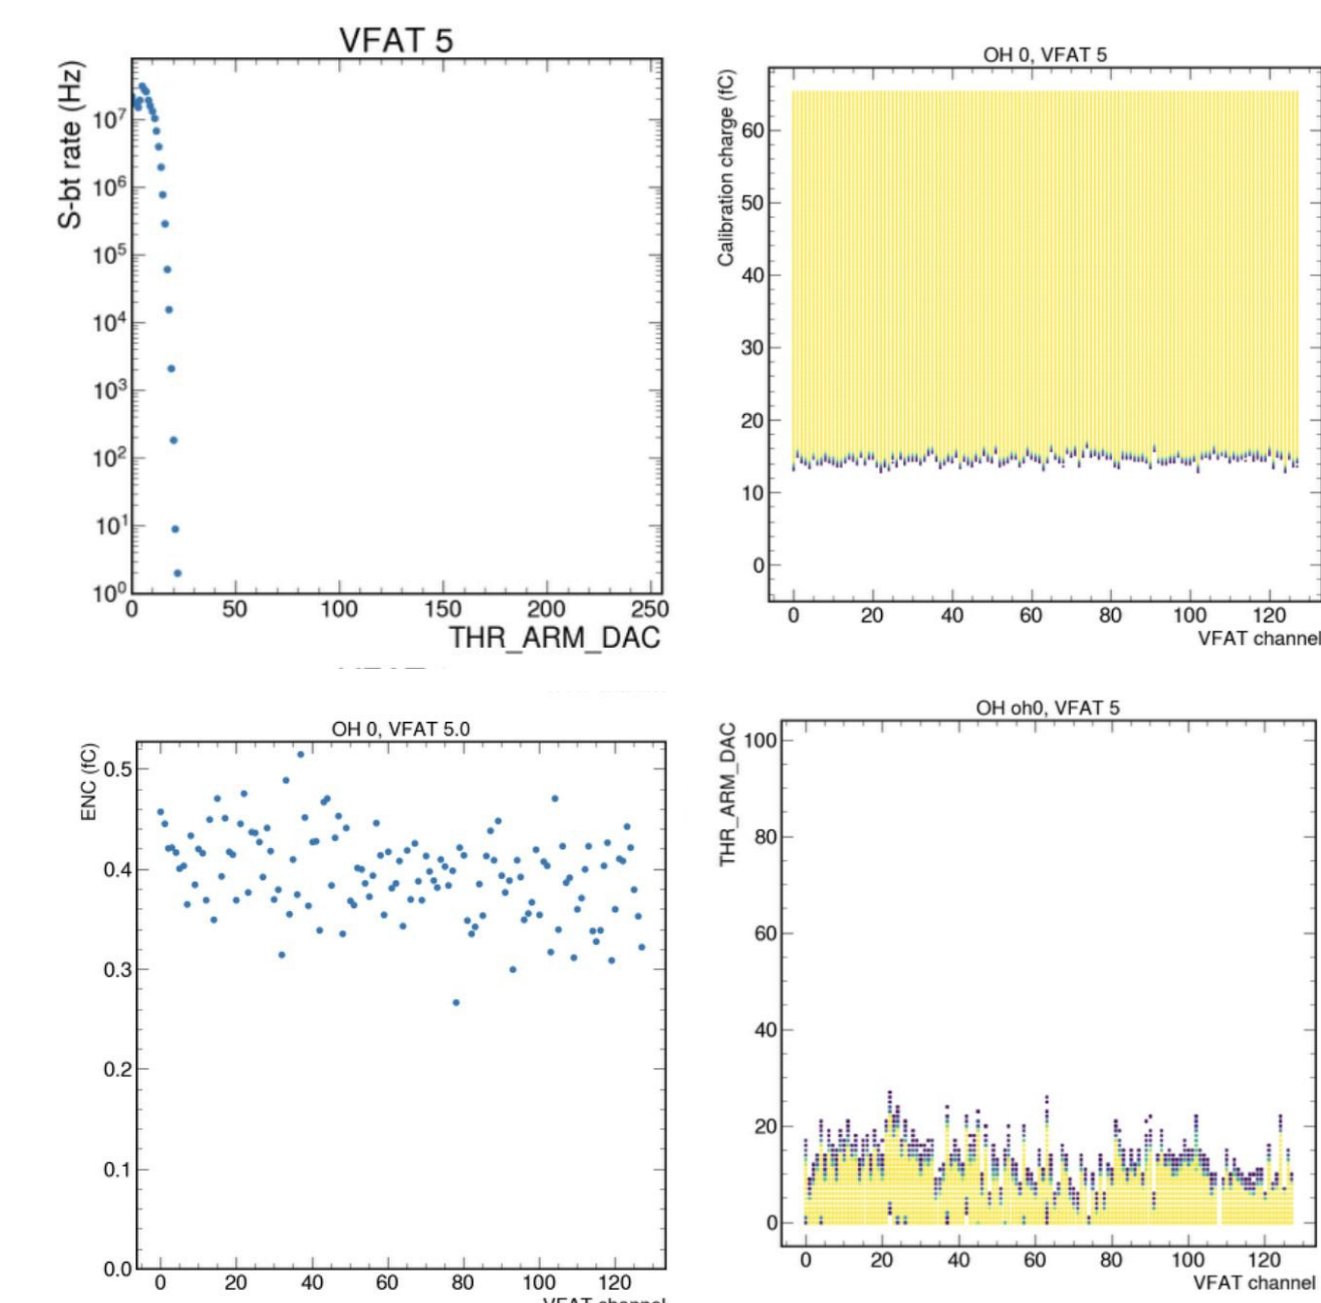 VFAT 5
S-bt rate (Hz)
10^7
10^6
10^5
10^4
10^3
10^2
10^1
10^0
0 50 100 150 200 250
THR_ARM_DAC
OH 0, VFAT 5
Calibration charge (fC)
60
50
40
30
20
10
0
0 20 40 60 80 100 120
VFAT channel
OH 0, VFAT 5.0
ENC (fC)
0.5
0.4
0.3
0.2
0.1
0.0
0 20 40 60 80 100 120
VFAT channel
OH oh0, VFAT 5
THR_ARM_DAC
100
80
60
40
20
0
0 20 40 60 80 100 120
VFAT channel